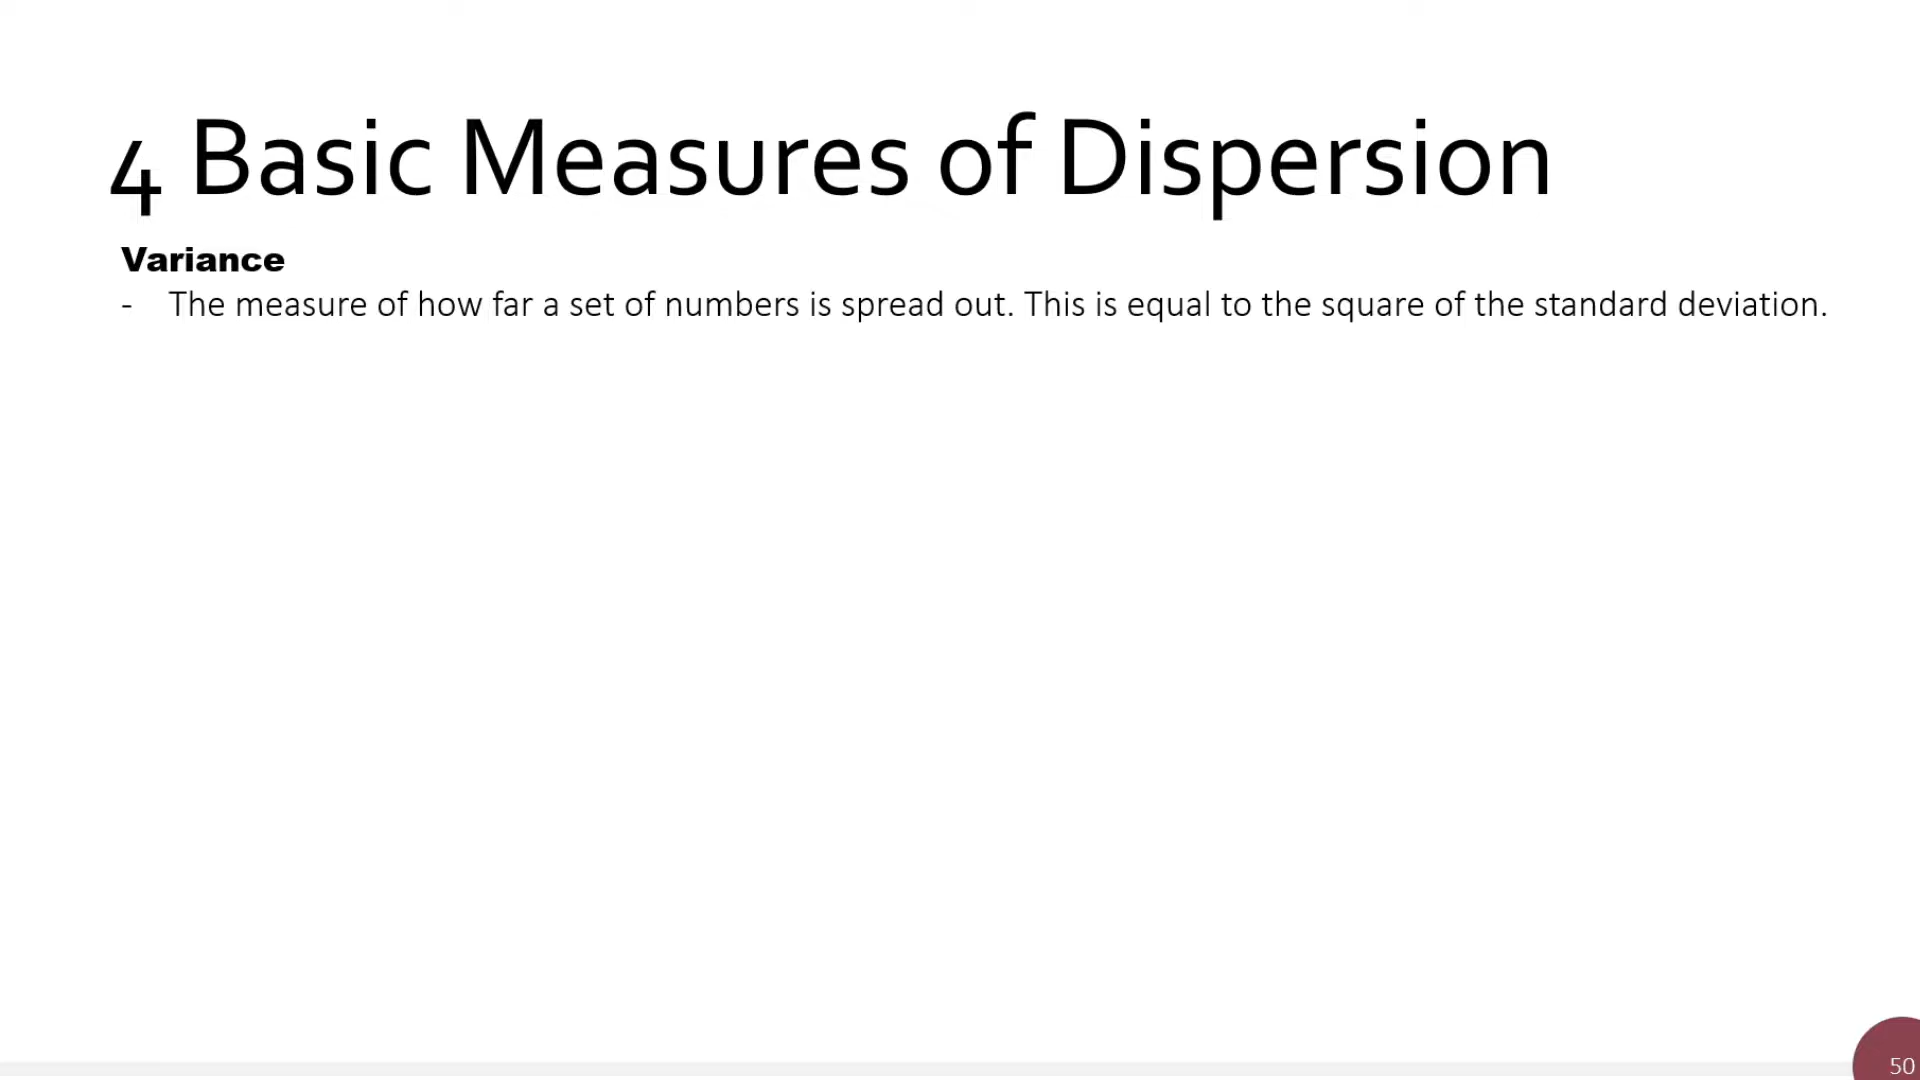 4 Basic Measures of Dispersion
Variance
- The measure of how far a set of numbers is spread out. This is equal to the square of the standard deviation.
50